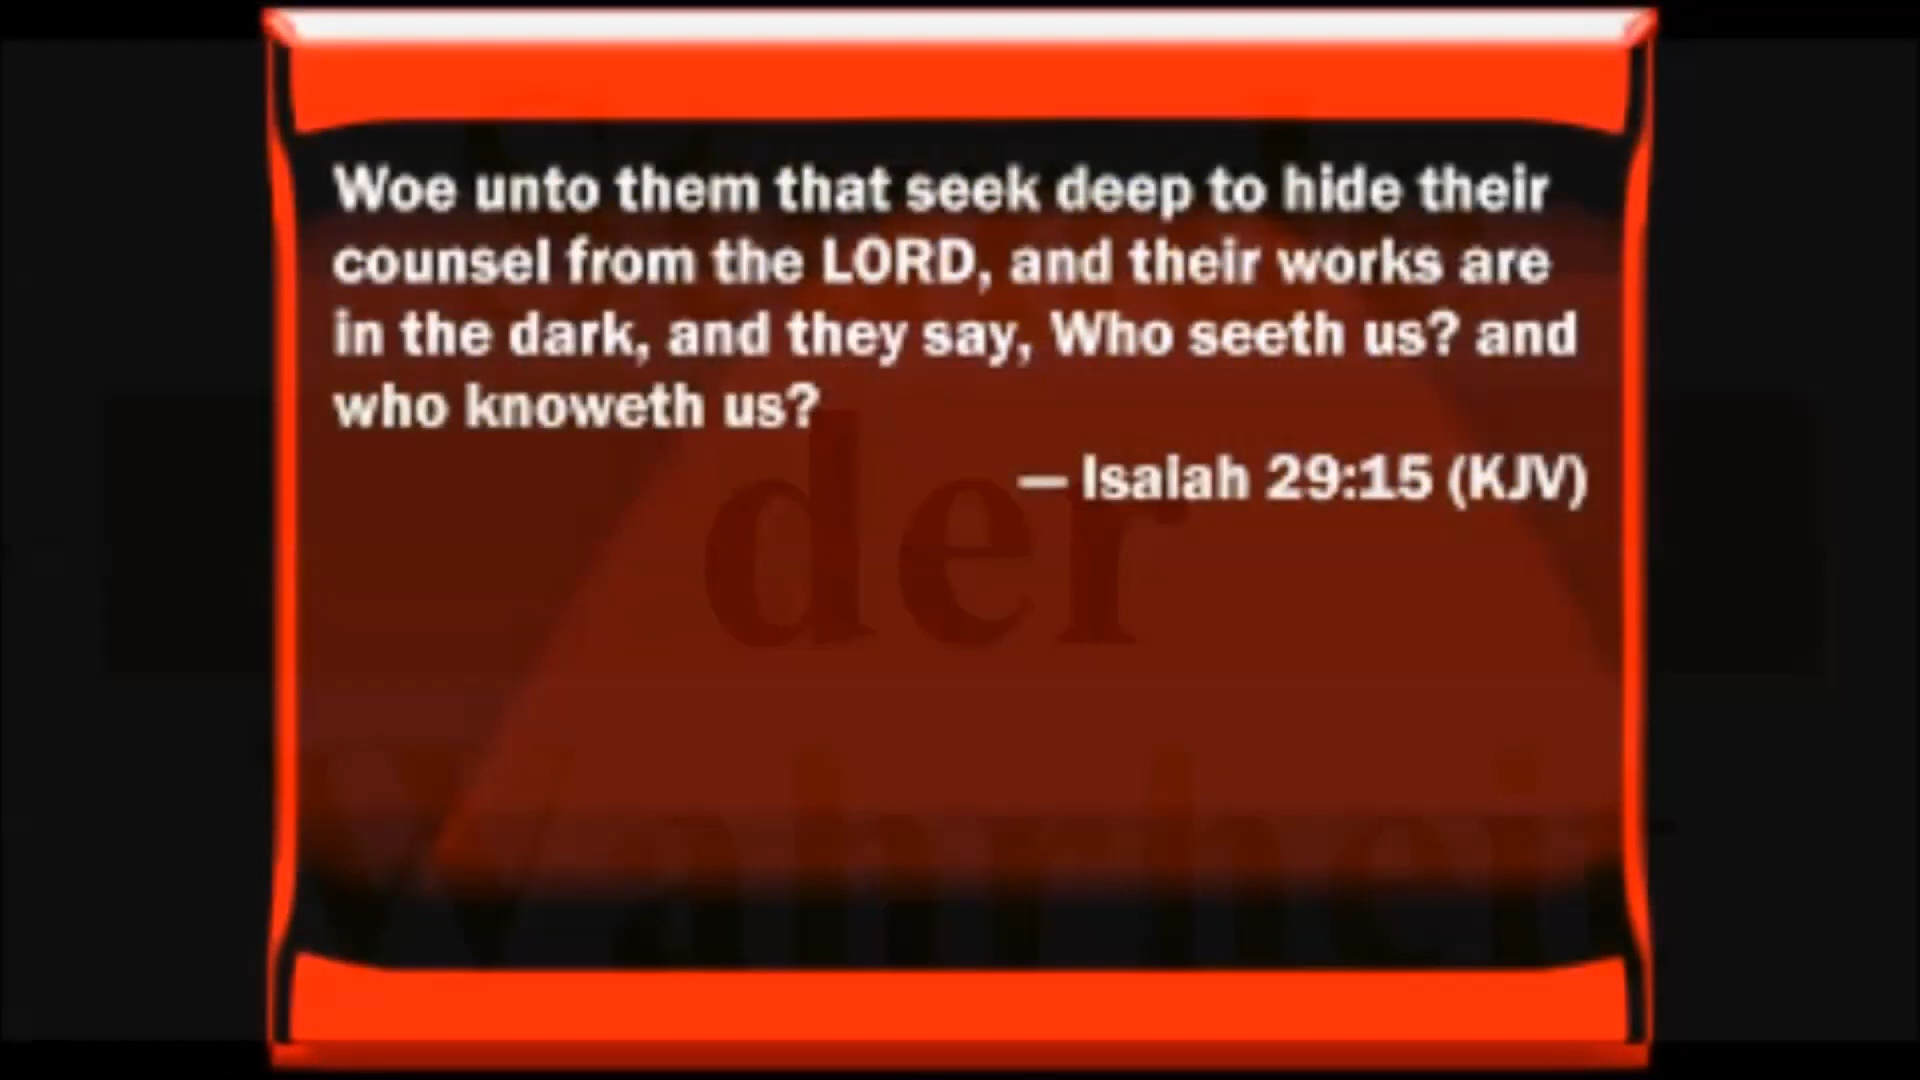 Woe unto them that seek deep to hide their
counsel from the LORD, and their works are
in the dark, and they say, Who seeth us? and
who knoweth us?
— Isaiah 29:15 (KJV)
der
Wahrheit